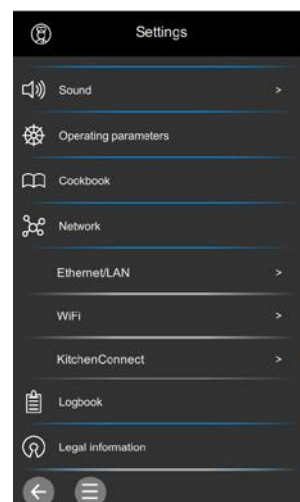 Settings
Sound >
Operating parameters
Cookbook
Network
Ethernet/LAN >
WiFi >
KitchenConnect >
Logbook
Legal information